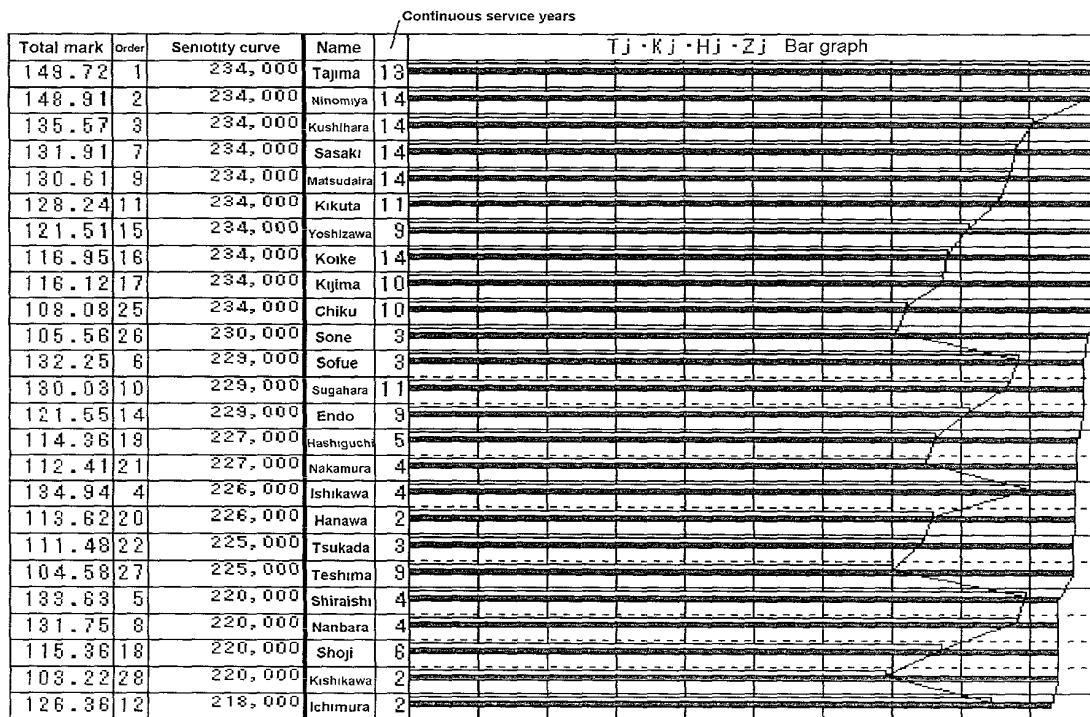 Continuous service years
Total mark Order Seniotity curve Name Tj·Kj·Hj·Zj Bar graph
149.72 1 234,000 Tajima 13
148.91 2 234,000 Ninomiya 14
135.57 3 234,000 Kushihara 14
131.91 7 234,000 Sasaki 14
130.61 9 234,000 Matsudaira 14
128.24 11 234,000 Kikuta 11
121.51 15 234,000 Yoshizawa 9
116.95 16 234,000 Koike 14
116.12 17 234,000 Kijima 10
108.08 25 234,000 Chiku 10
105.56 26 230,000 Sone 3
132.25 6 229,000 Sofue 3
130.03 10 229,000 Sugahara 11
121.55 14 229,000 Endo 9
114.36 19 227,000 Hashiguchi 5
112.41 21 227,000 Nakamura 4
134.94 4 226,000 Ishikawa 4
113.62 20 226,000 Hanawa 2
111.48 22 225,000 Tsukada 3
104.58 27 225,000 Teshima 9
133.63 5 220,000 Shiraishi 4
131.75 8 220,000 Nanbara 4
115.36 18 220,000 Shoji 6
103.22 28 220,000 Kishikawa 2
126.36 12 218,000 Ichimura 2